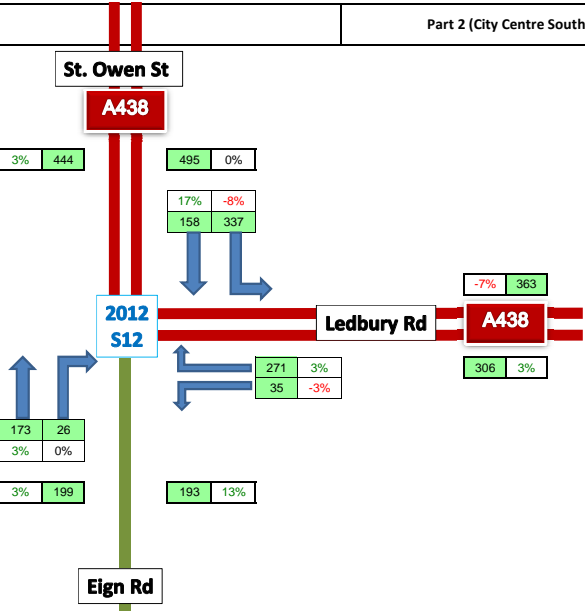 Part 2 (City Centre South
St. Owen St
A438
3% 444
495 0%
17% -8%
158 337
-7% 363
2012
S12
Ledbury Rd
A438
306 3%
271 3%
35 -3%
173 26
3% 0%
3% 199
193 13%
Eign Rd